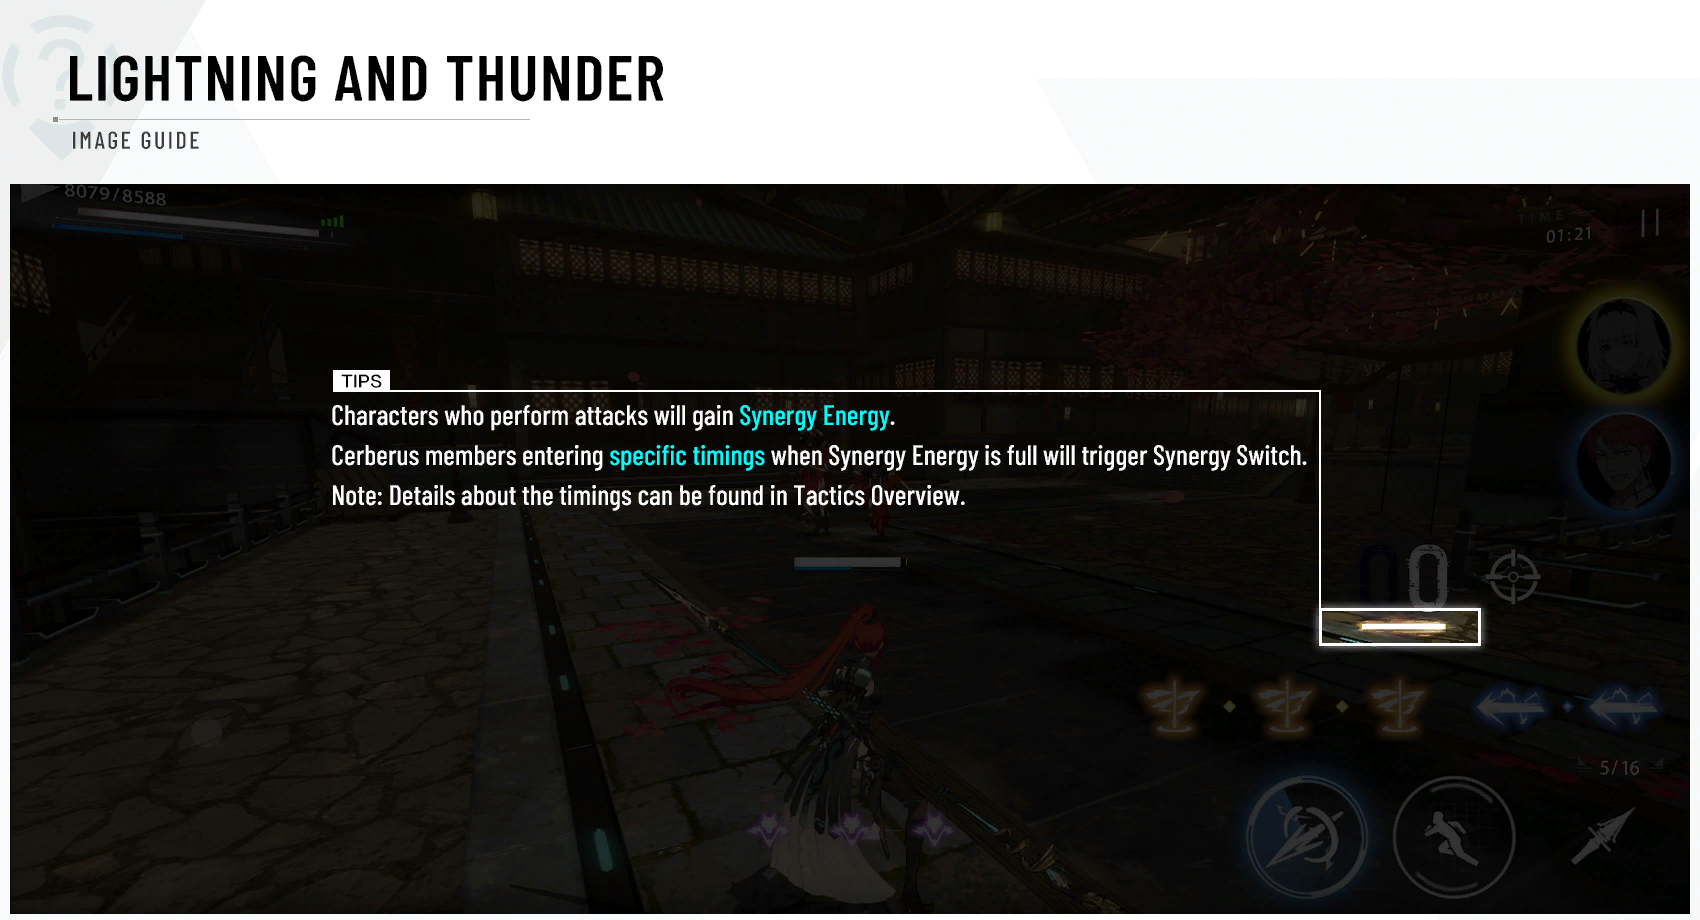 LIGHTNING AND THUNDER
IMAGE GUIDE
8079/8588
TIME
01:21
TIPS
Characters who perform attacks will gain Synergy Energy.
Cerberus members entering specific timings when Synergy Energy is full will trigger Synergy Switch.
Note: Details about the timings can be found in Tactics Overview.
00
5/16